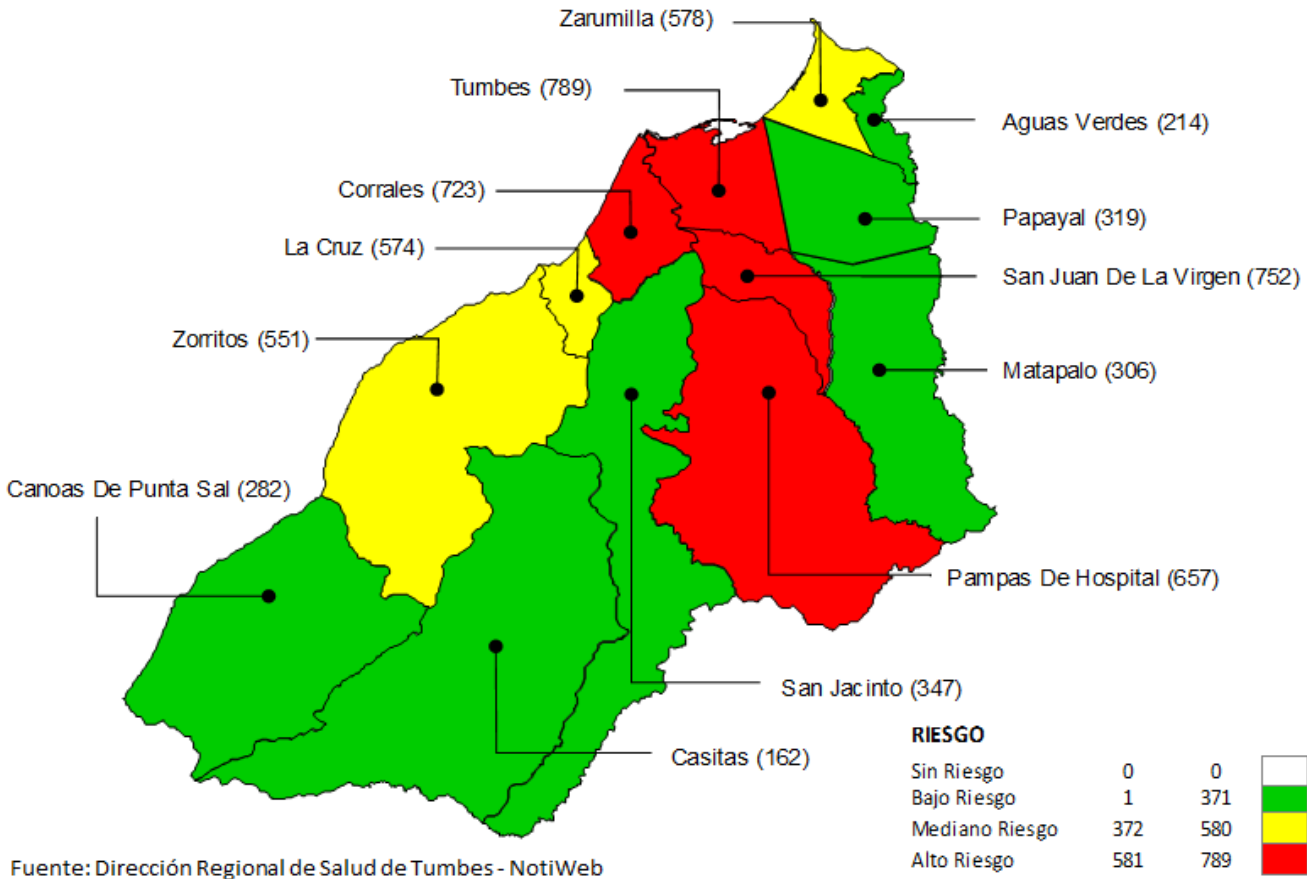 Zarumilla (578)
Tumbes (789)
Aguas Verdes (214)
Corrales (723)
Papayal (319)
La Cruz (574)
San Juan De La Virgen (752)
Zorritos (551)
Matapalo (306)
Canoas De Punta Sal (282)
Pampas De Hospital (657)
San Jacinto (347)
Casitas (162)
RIESGO
Sin Riesgo 0 0
Bajo Riesgo 1 371
Mediano Riesgo 372 580
Alto Riesgo 581 789
Fuente: Dirección Regional de Salud de Tumbes - NotiWeb